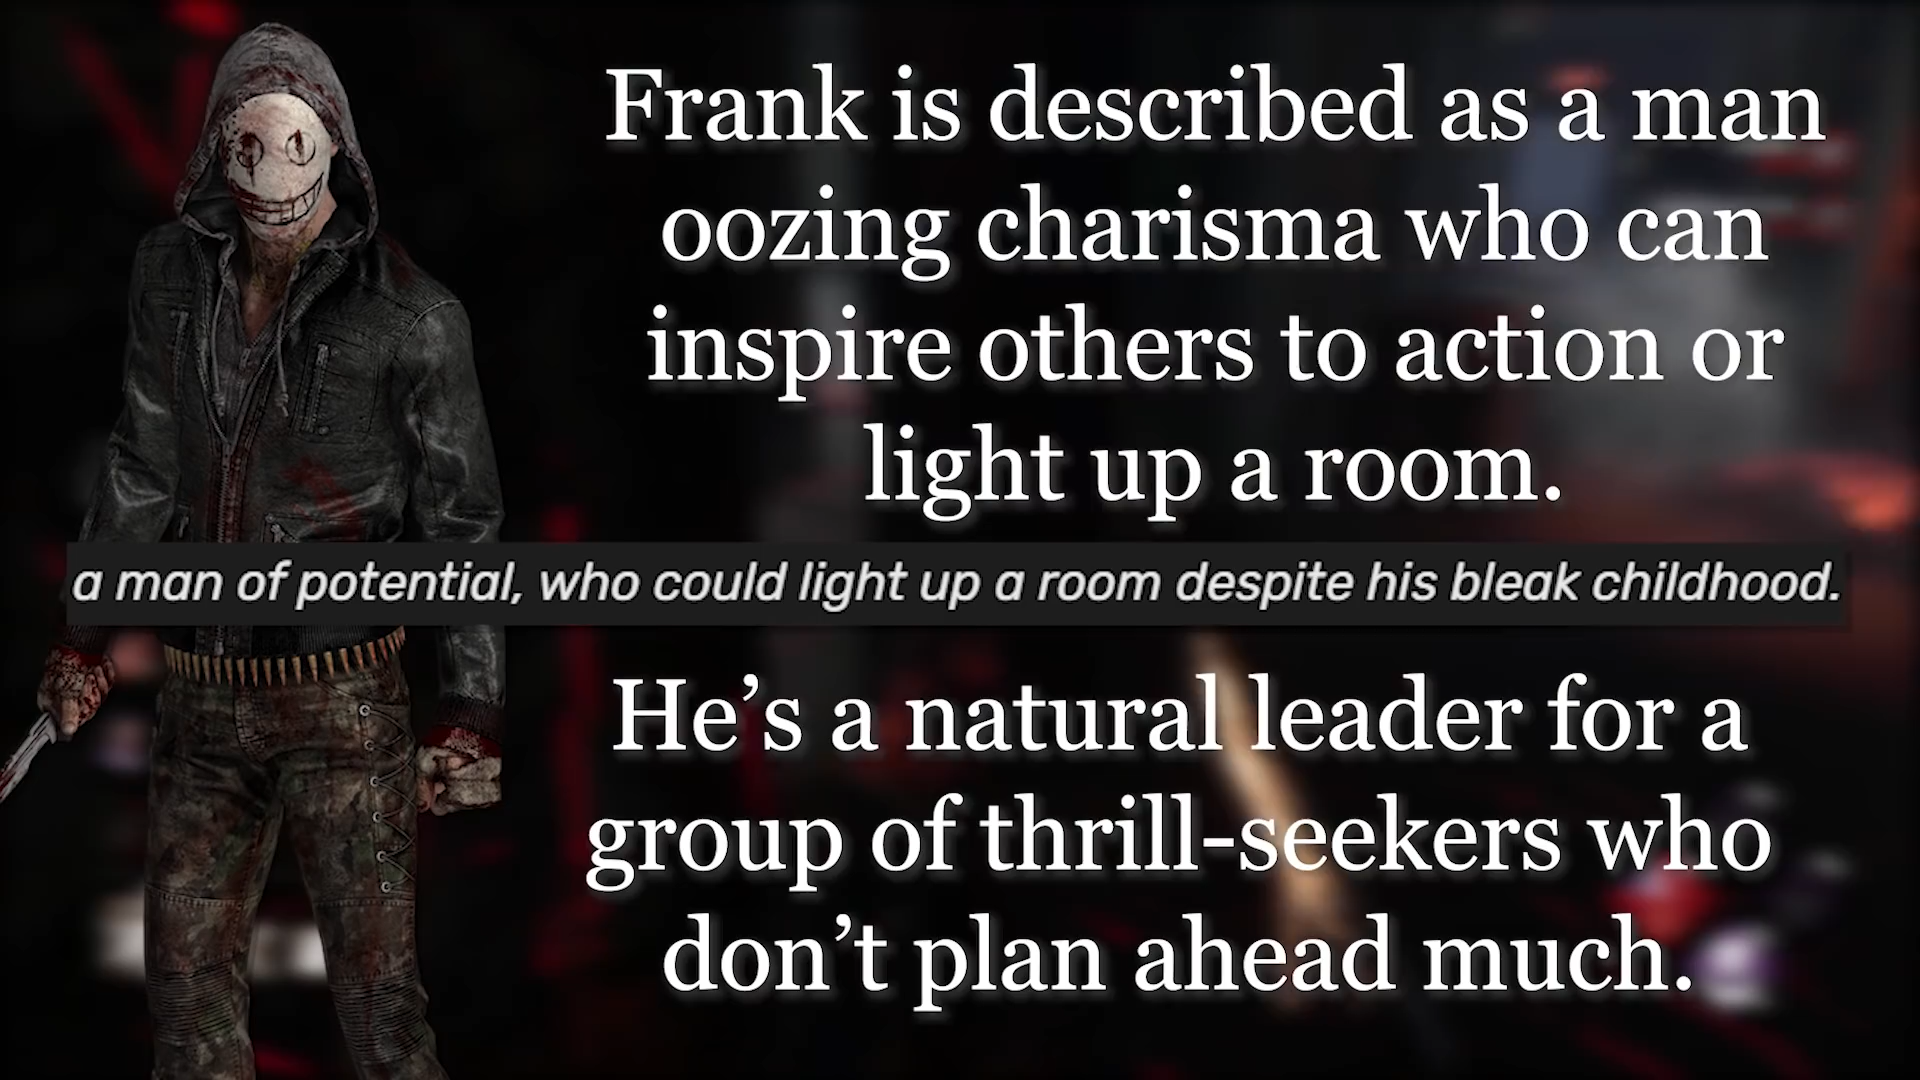 Frank is described as a man
oozing charisma who can
inspire others to action or
light up a room.
a man of potential, who could light up a room despite his bleak childhood.
He’s a natural leader for a
group of thrill-seekers who
don’t plan ahead much.